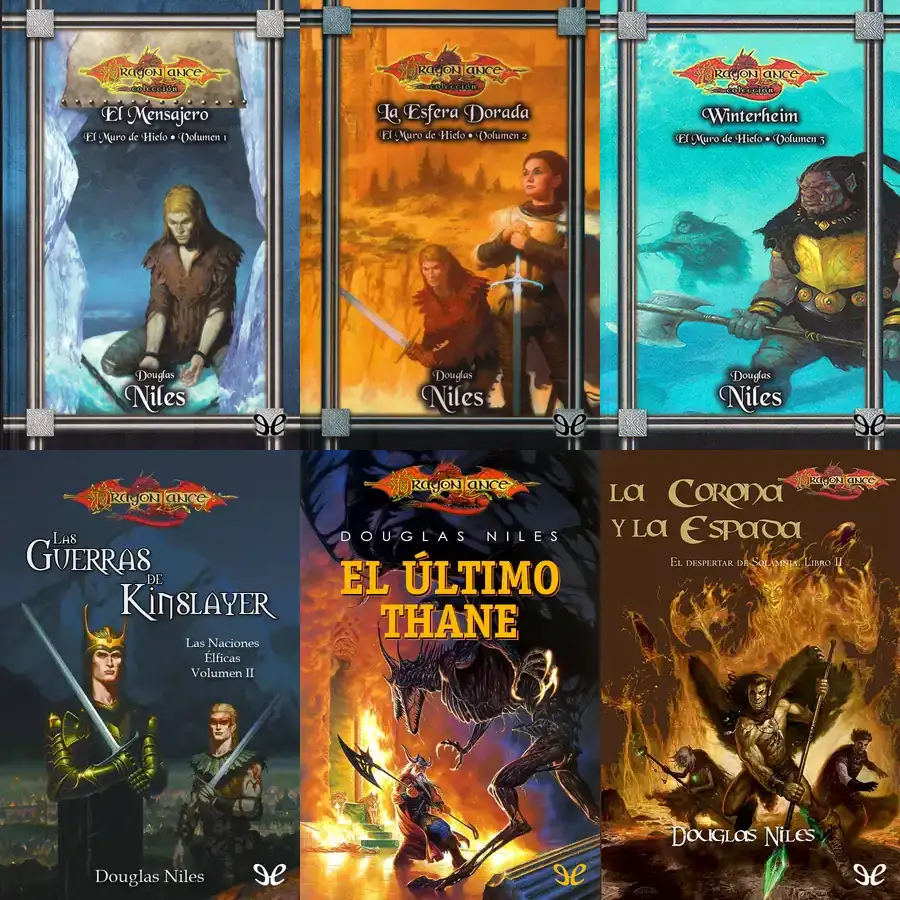 DragonLance
colección
El Mensajero
El Muro de Hielo • Volumen 1
Douglas
Niles
DragonLance
colección
La Esfera Dorada
El Muro de Hielo • Volumen 2
Douglas
Niles
DragonLance
colección
Winterheim
El Muro de Hielo • Volumen 3
Douglas
Niles
DragonLance
Las
Guerras
de
Kinslayer
Las Naciones
Élficas
Volumen II
Douglas Niles
DragonLance
DOUGLAS NILES
EL ÚLTIMO
THANE
DragonLance
La Corona
y la Espada
El despertar de Solamnia. Libro II
Douglas Niles